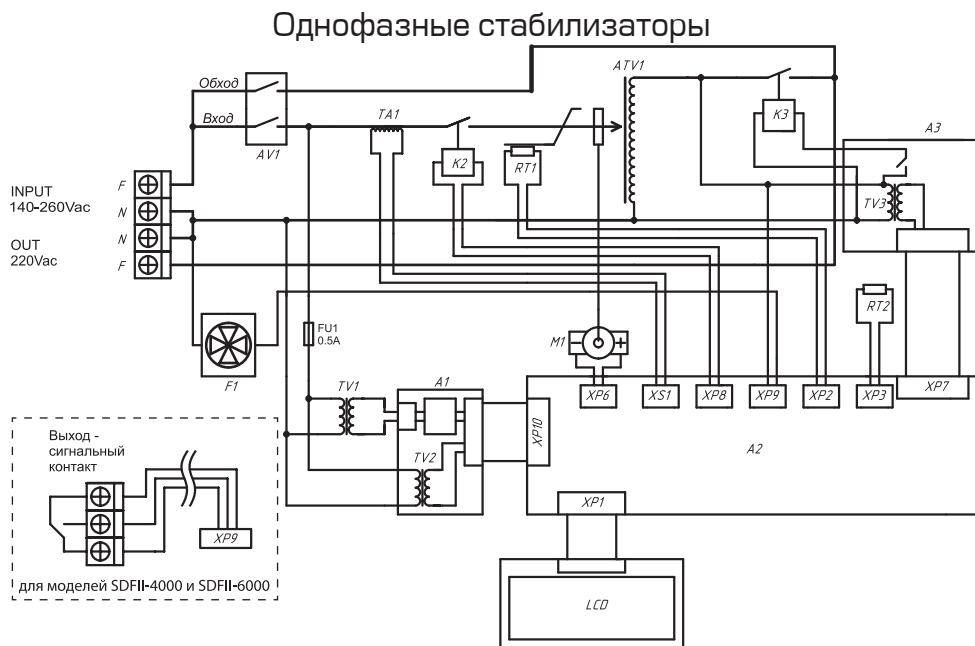 Однофазные стабилизаторы
Обход
Вход
AV1
TA1
K2
RT1
ATV1
K3
A3
TV3
INPUT
140-260Vac
F
N
OUT
220Vac
N
F
F1
FU1
0.5A
M1
RT2
XP6
XS1
XP8
XP9
XP2
XP3
XP7
TV1
A1
TV2
XP10
A2
XP1
LCD
Выход -
сигнальный
контакт
XP9
для моделей SDFII-4000 и SDFII-6000